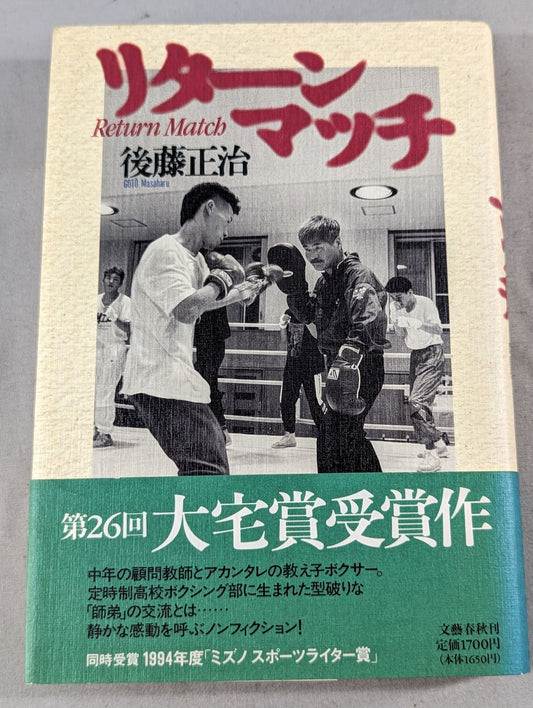 リターン
マッチ
Return Match
後藤正治
GOTO Masaharu
第26回 大宅賞受賞作
中年の顧問教師とアカンタレの教え子ボクサー。
定時制高校ボクシング部に生まれた型破りな
「師弟」の交流とは……
静かな感動を呼ぶノンフィクション!
同時受賞 1994年度「ミズノ スポーツライター賞」
文藝春秋刊
定価1700円
(本体1650円)